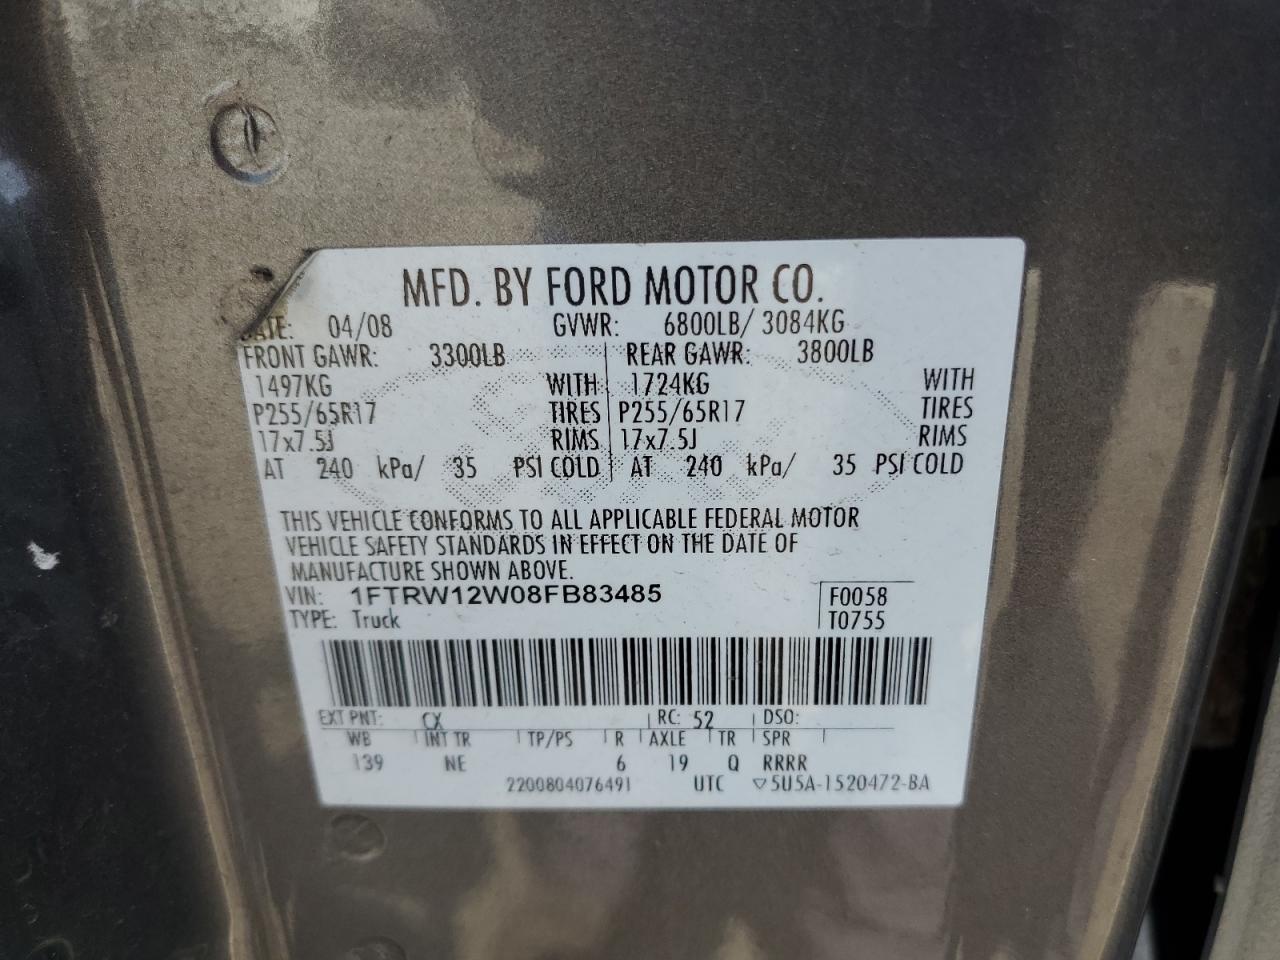 MFD. BY FORD MOTOR CO.
DATE: 04/08 GVWR: 6800LB/ 3084KG
FRONT GAWR: 3300LB REAR GAWR: 3800LB
1497KG WITH 1724KG WITH
P255/65R17 TIRES P255/65R17 TIRES
17x7.5J RIMS 17x7.5J RIMS
AT 240 kPa/ 35 PSI COLD AT 240 kPa/ 35 PSI COLD
THIS VEHICLE CONFORMS TO ALL APPLICABLE FEDERAL MOTOR
VEHICLE SAFETY STANDARDS IN EFFECT ON THE DATE OF
MANUFACTURE SHOWN ABOVE.
VIN: 1FTRW12W08FB83485 F0058
TYPE: Truck T0755
EXT PNT: CX RC: 52 DSO:
WB INT TR TP/PS R AXLE TR SPR
139 NE 6 19 Q RRRR
2200804076491 UTC ▽5U5A-1520472-BA